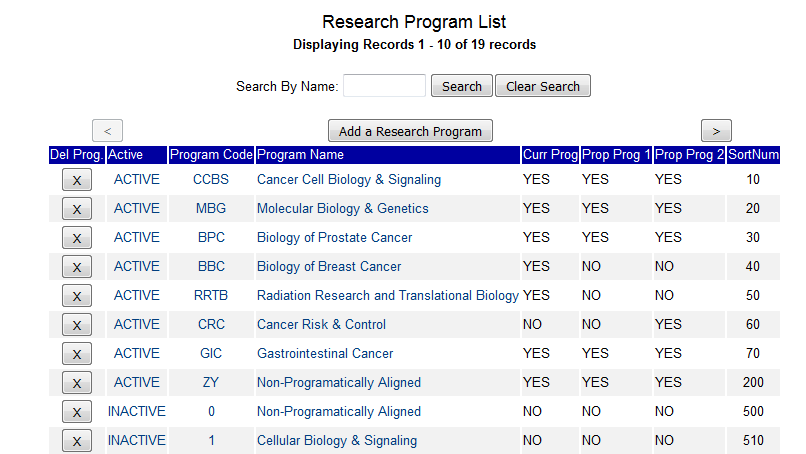 Research Program List
Displaying Records 1 - 10 of 19 records
Search By Name: Search Clear Search
< Add a Research Program >
Del Prog. Active Program Code Program Name Curr Prog Prop Prog 1 Prop Prog 2 SortNum
X ACTIVE CCBS Cancer Cell Biology & Signaling YES YES YES 10
X ACTIVE MBG Molecular Biology & Genetics YES YES YES 20
X ACTIVE BPC Biology of Prostate Cancer YES YES YES 30
X ACTIVE BBC Biology of Breast Cancer YES NO NO 40
X ACTIVE RRTB Radiation Research and Translational Biology YES NO NO 50
X ACTIVE CRC Cancer Risk & Control NO NO YES 60
X ACTIVE GIC Gastrointestinal Cancer YES YES YES 70
X ACTIVE ZY Non-Programatically Aligned YES YES YES 200
X INACTIVE 0 Non-Programatically Aligned NO NO NO 500
X INACTIVE 1 Cellular Biology & Signaling NO NO NO 510